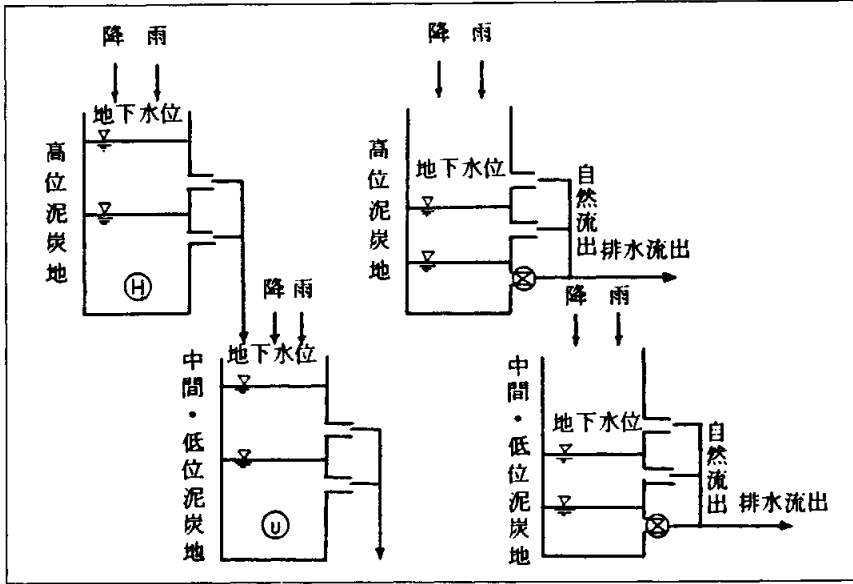 降 雨
地下水位
高位泥炭地
H
降 雨
地下水位
中間・低位泥炭地
U
降 雨
地下水位
高位泥炭地
自然流出
排水流出
降 雨
地下水位
中間・低位泥炭地
自然流出
排水流出